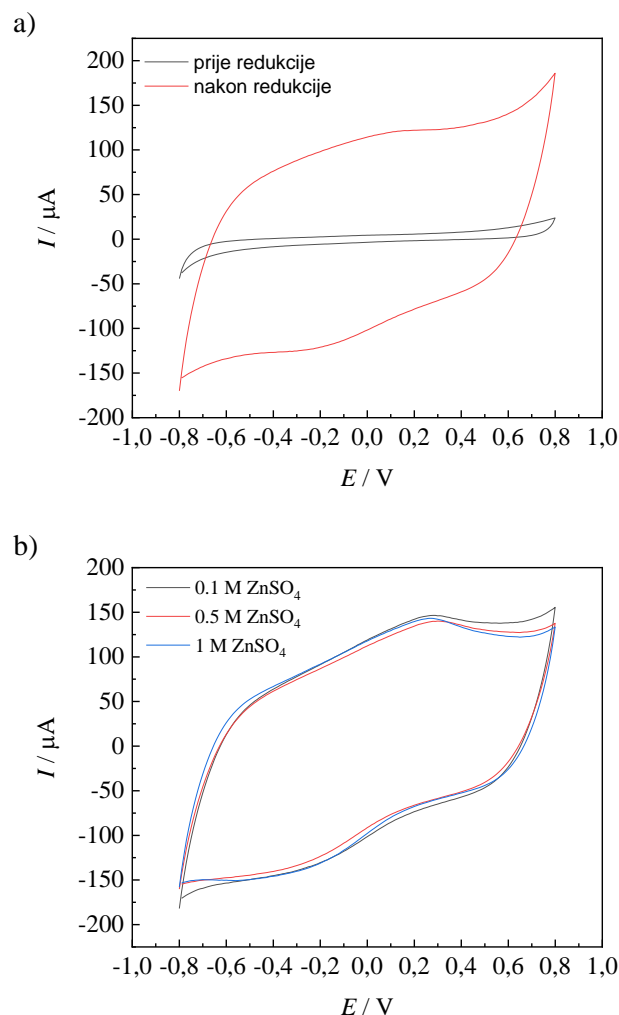 a)
200
150
100
50
0
-50
-100
-150
-200
prije redukcije
nakon redukcije
I / µA
-1,0 -0,8 -0,6 -0,4 -0,2 0,0 0,2 0,4 0,6 0,8 1,0
E / V
b)
200
150
100
50
0
-50
-100
-150
-200
0.1 M ZnSO₄
0.5 M ZnSO₄
1 M ZnSO₄
I / µA
-1,0 -0,8 -0,6 -0,4 -0,2 0,0 0,2 0,4 0,6 0,8 1,0
E / V